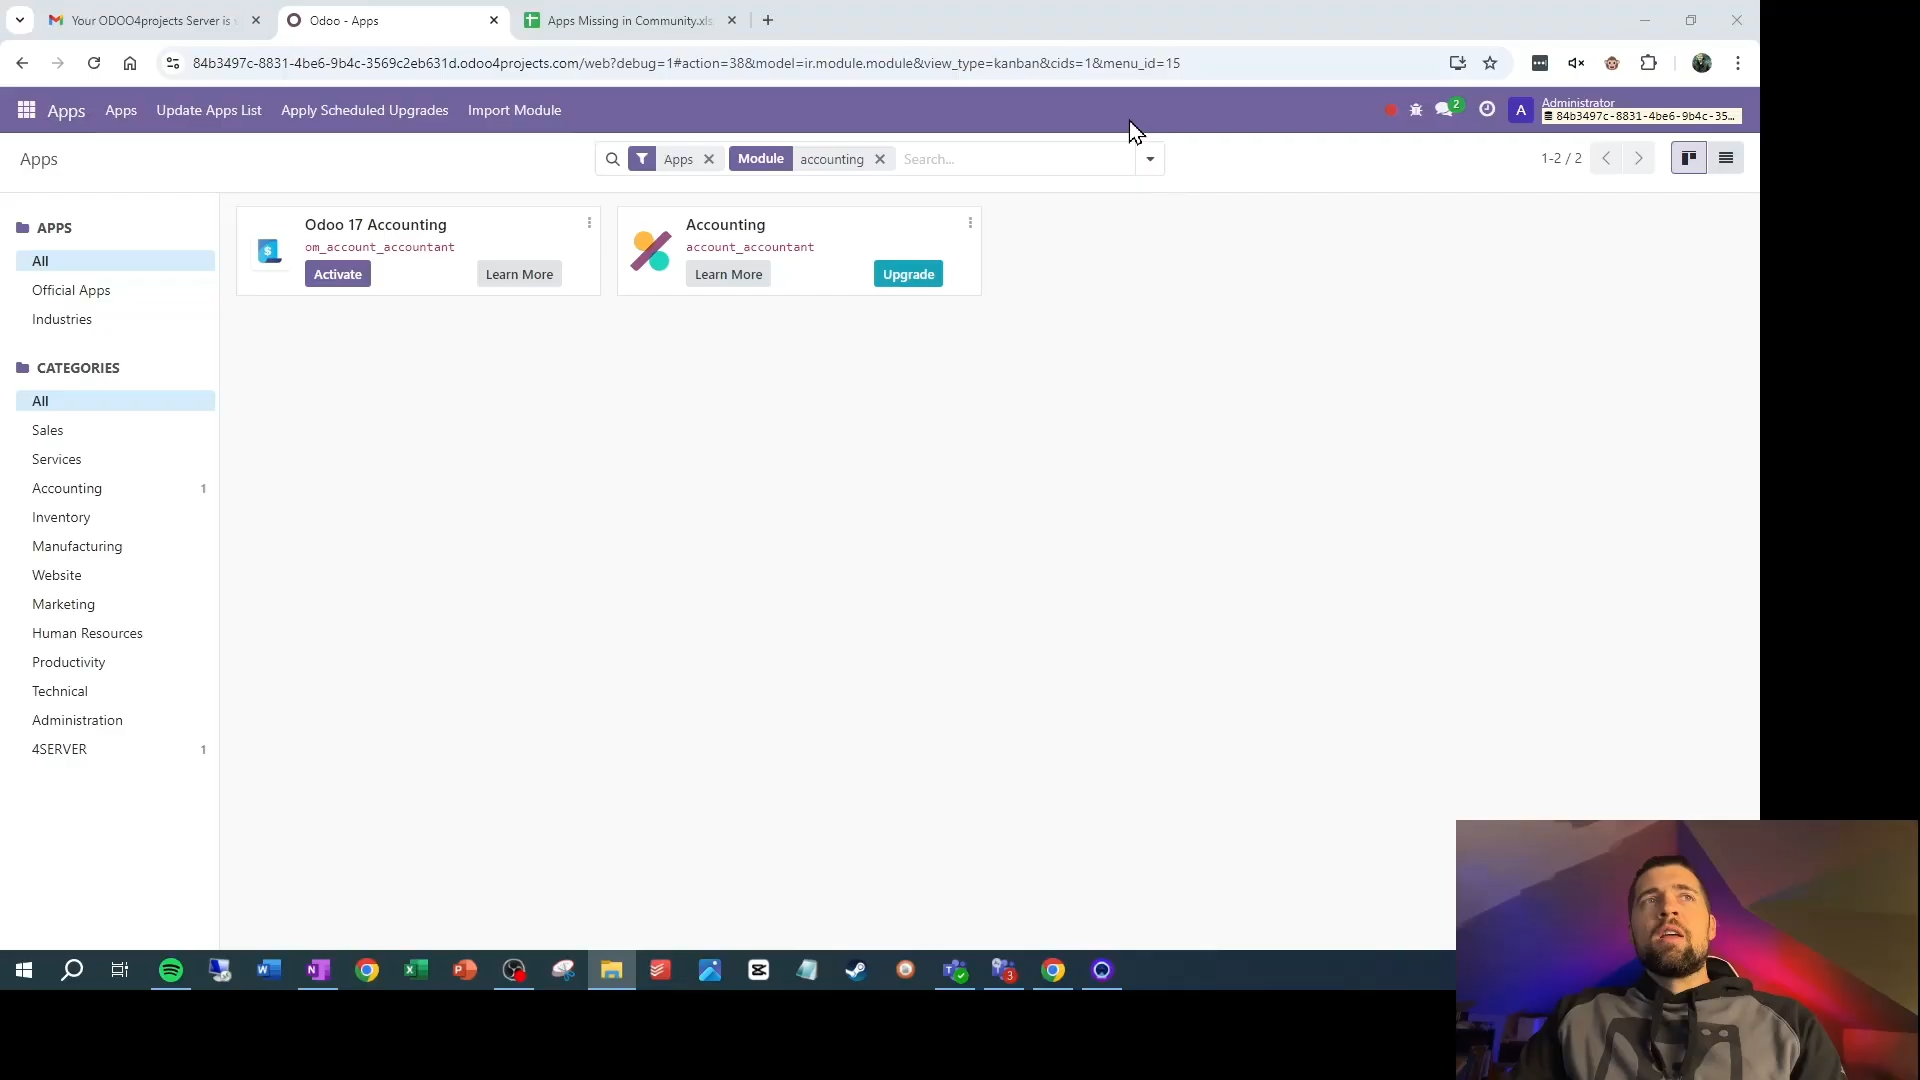 Your ODOO4projects Server is
Odoo - Apps
Apps Missing in Community.xls
84b3497c-8831-4be6-9b4c-3569c2eb631d.odoo4projects.com/web?debug=1#action=38&model=ir.module.module&view_type=kanban&cids=1&menu_id=15
Apps
Apps
Update Apps List
Apply Scheduled Upgrades
Import Module
2
A
Administrator
84b3497c-8831-4be6-9b4c-35...
Apps
Apps
Module
accounting
Search...
1-2 / 2
APPS
All
Official Apps
Industries
CATEGORIES
All
Sales
Services
Accounting 1
Inventory
Manufacturing
Website
Marketing
Human Resources
Productivity
Technical
Administration
4SERVER 1
Odoo 17 Accounting
om_account_accountant
Activate
Learn More
Accounting
account_accountant
Learn More
Upgrade
3